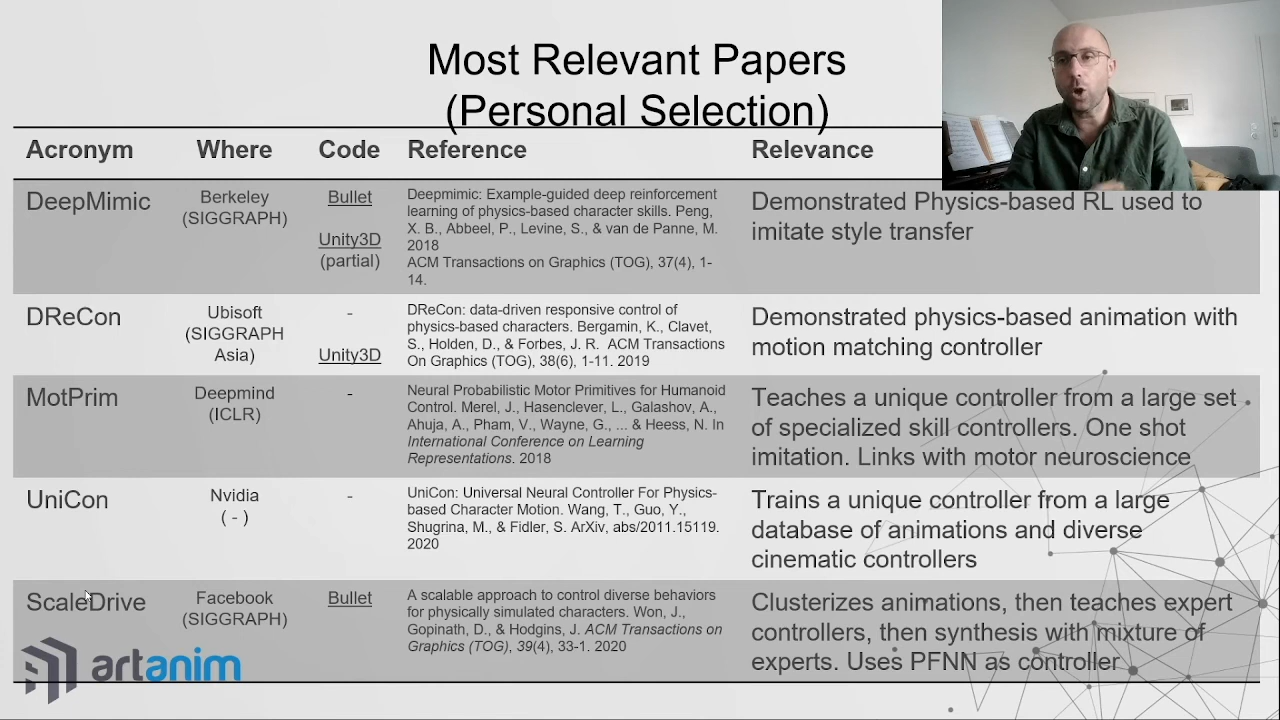 Most Relevant Papers
(Personal Selection)
Acronym Where Code Reference Relevance
DeepMimic
Berkeley
(SIGGRAPH)
Bullet
Unity3D
(partial)
Deepmimic: Example-guided deep reinforcement
learning of physics-based character skills. Peng,
X. B., Abbeel, P., Levine, S., & van de Panne, M.
2018
ACM Transactions on Graphics (TOG), 37(4), 1-
14.
Demonstrated Physics-based RL used to
imitate style transfer
DReCon
Ubisoft
(SIGGRAPH
Asia)
-
Unity3D
DReCon: data-driven responsive control of
physics-based characters. Bergamin, K., Clavet,
S., Holden, D., & Forbes, J. R. ACM Transactions
On Graphics (TOG), 38(6), 1-11. 2019
Demonstrated physics-based animation with
motion matching controller
MotPrim
Deepmind
(ICLR)
-
Neural Probabilistic Motor Primitives for Humanoid
Control. Merel, J., Hasenclever, L., Galashov, A.,
Ahuja, A., Pham, V., Wayne, G., ... & Heess, N. In
International Conference on Learning
Representations. 2018
Teaches a unique controller from a large set
of specialized skill controllers. One shot
imitation. Links with motor neuroscience
UniCon
Nvidia
( - )
-
UniCon: Universal Neural Controller For Physics-
based Character Motion. Wang, T., Guo, Y.,
Shugrina, M., & Fidler, S. ArXiv, abs/2011.15119.
2020
Trains a unique controller from a large
database of animations and diverse
cinematic controllers
ScaleDrive
Facebook
(SIGGRAPH)
Bullet
A scalable approach to control diverse behaviors
for physically simulated characters. Won, J.,
Gopinath, D., & Hodgins, J. ACM Transactions on
Graphics (TOG), 39(4), 33-1. 2020
Clusterizes animations, then teaches expert
controllers, then synthesis with mixture of
experts. Uses PFNN as controller
artanim